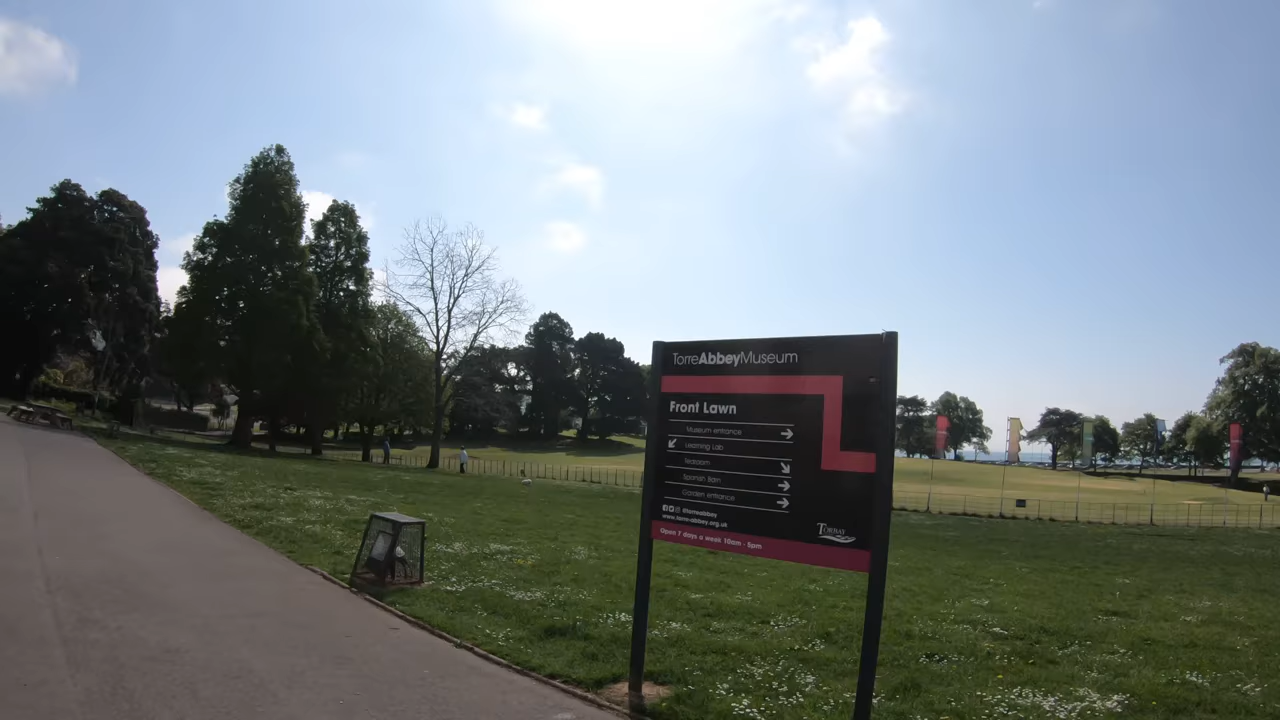 TorreAbbeyMuseum
Front Lawn
Museum entrance
Learning Lab
Tearoom
Spanish Barn
Garden entrance
@torreabbey
www.torre-abbey.org.uk
Open 7 days a week 10am - 5pm
TORBAY